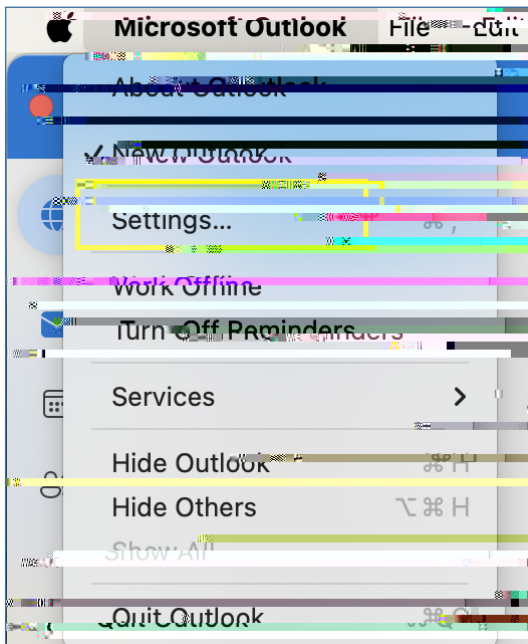 Microsoft Outlook File Edit
About Outlook
✓ New Outlook
Settings... ⌘ ,
Work Offline
Turn Off Reminders
Services >
Hide Outlook ⌘ H
Hide Others ⌥ ⌘ H
Show All
Quit Outlook ⌘ Q